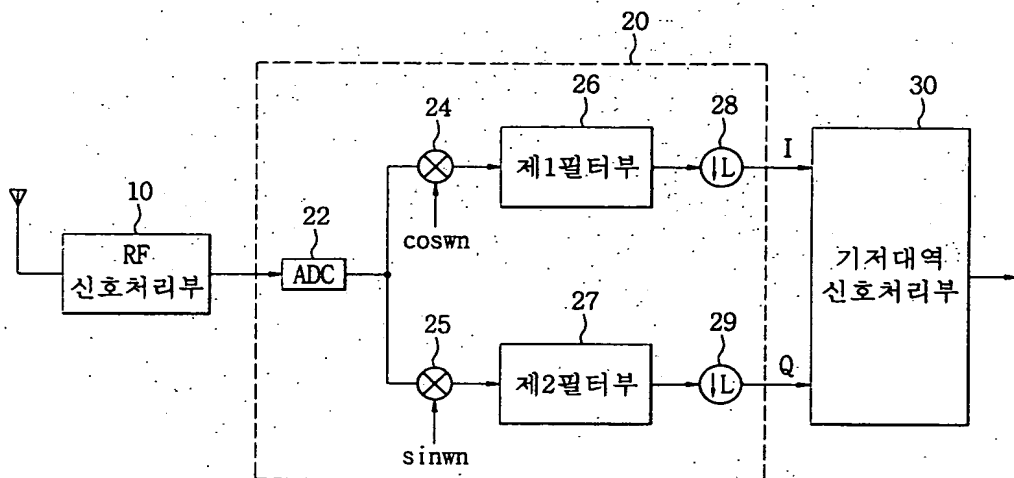 20
24
26
28
30
제1필터부
↓L
I
10
22
coswn
RF
신호처리부
ADC
기저대역
신호처리부
25
27
29
제2필터부
↓L
Q
sinwn